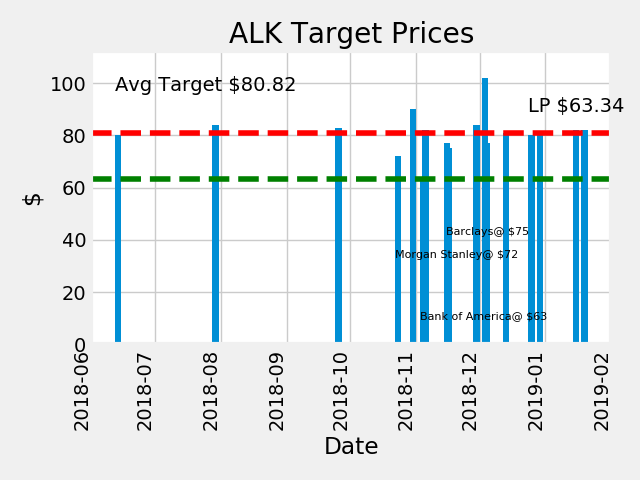 ALK Target Prices
Avg Target $80.82
LP $63.34
Barclays@ $75
Morgan Stanley@ $72
Bank of America@ $63
$
100
80
60
40
20
0
2018-06
2018-07
2018-08
2018-09
2018-10
2018-11
2018-12
2019-01
2019-02
Date